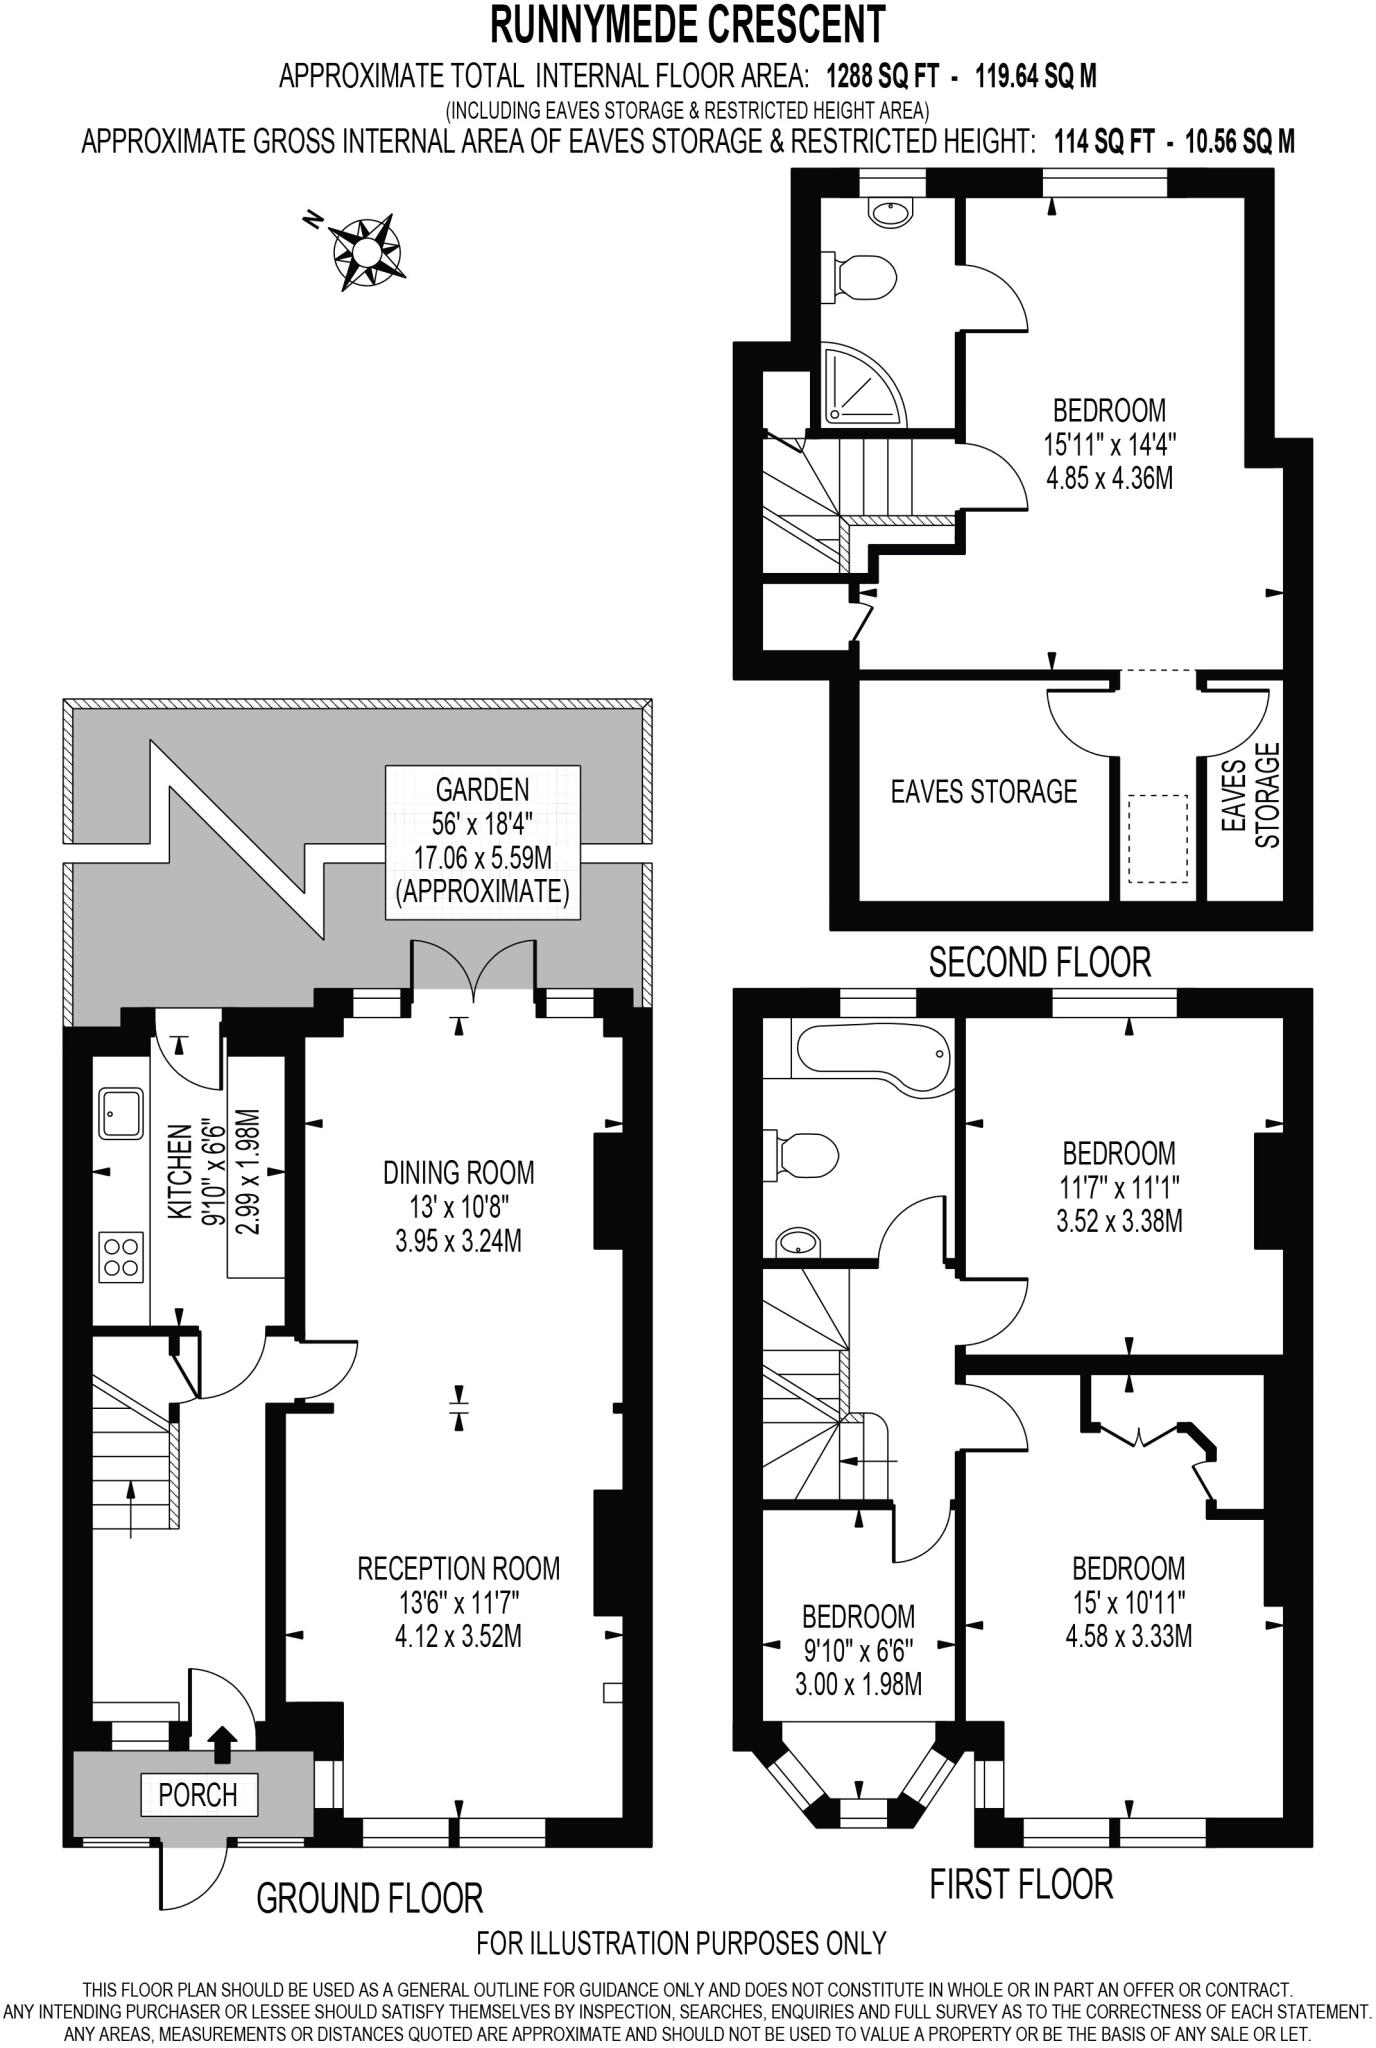 RUNNYMEDE CRESCENT
APPROXIMATE TOTAL INTERNAL FLOOR AREA: 1288 SQ FT - 119.64 SQ M
(INCLUDING EAVES STORAGE & RESTRICTED HEIGHT AREA)
APPROXIMATE GROSS INTERNAL AREA OF EAVES STORAGE & RESTRICTED HEIGHT: 114 SQ FT - 10.56 SQ M
N
BEDROOM
15'11" x 14'4"
4.85 x 4.36M
EAVES STORAGE
EAVES
STORAGE
SECOND FLOOR
GARDEN
56' x 18'4"
17.06 x 5.59M
(APPROXIMATE)
KITCHEN
9'10" x 6'6"
2.99 x 1.98M
DINING ROOM
13' x 10'8"
3.95 x 3.24M
RECEPTION ROOM
13'6" x 11'7"
4.12 x 3.52M
PORCH
GROUND FLOOR
BEDROOM
11'7" x 11'1"
3.52 x 3.38M
BEDROOM
15' x 10'11"
4.58 x 3.33M
BEDROOM
9'10" x 6'6"
3.00 x 1.98M
FIRST FLOOR
FOR ILLUSTRATION PURPOSES ONLY
THIS FLOOR PLAN SHOULD BE USED AS A GENERAL OUTLINE FOR GUIDANCE ONLY AND DOES NOT CONSTITUTE IN WHOLE OR IN PART AN OFFER OR CONTRACT.
ANY INTENDING PURCHASER OR LESSEE SHOULD SATISFY THEMSELVES BY INSPECTION, SEARCHES, ENQUIRIES AND FULL SURVEY AS TO THE CORRECTNESS OF EACH STATEMENT.
ANY AREAS, MEASUREMENTS OR DISTANCES QUOTED ARE APPROXIMATE AND SHOULD NOT BE USED TO VALUE A PROPERTY OR BE THE BASIS OF ANY SALE OR LET.